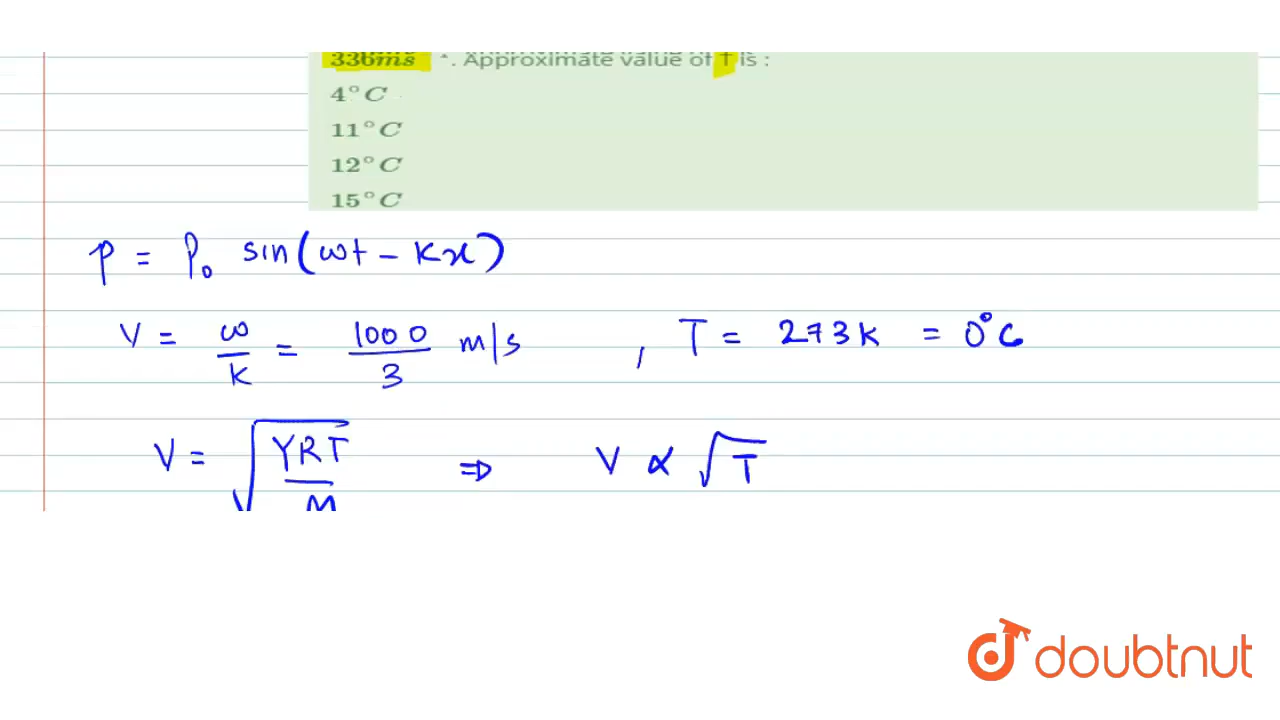 336ms⁻¹. Approximate value of T is :
4°C
11°C
12°C
15°C
p = P₀ sin(ωt - Kx)
V = ω/K = 1000/3 m/s , T = 273K = 0°C
V = √(γRT/M) ⇒ V ∝ √T
doubtnut